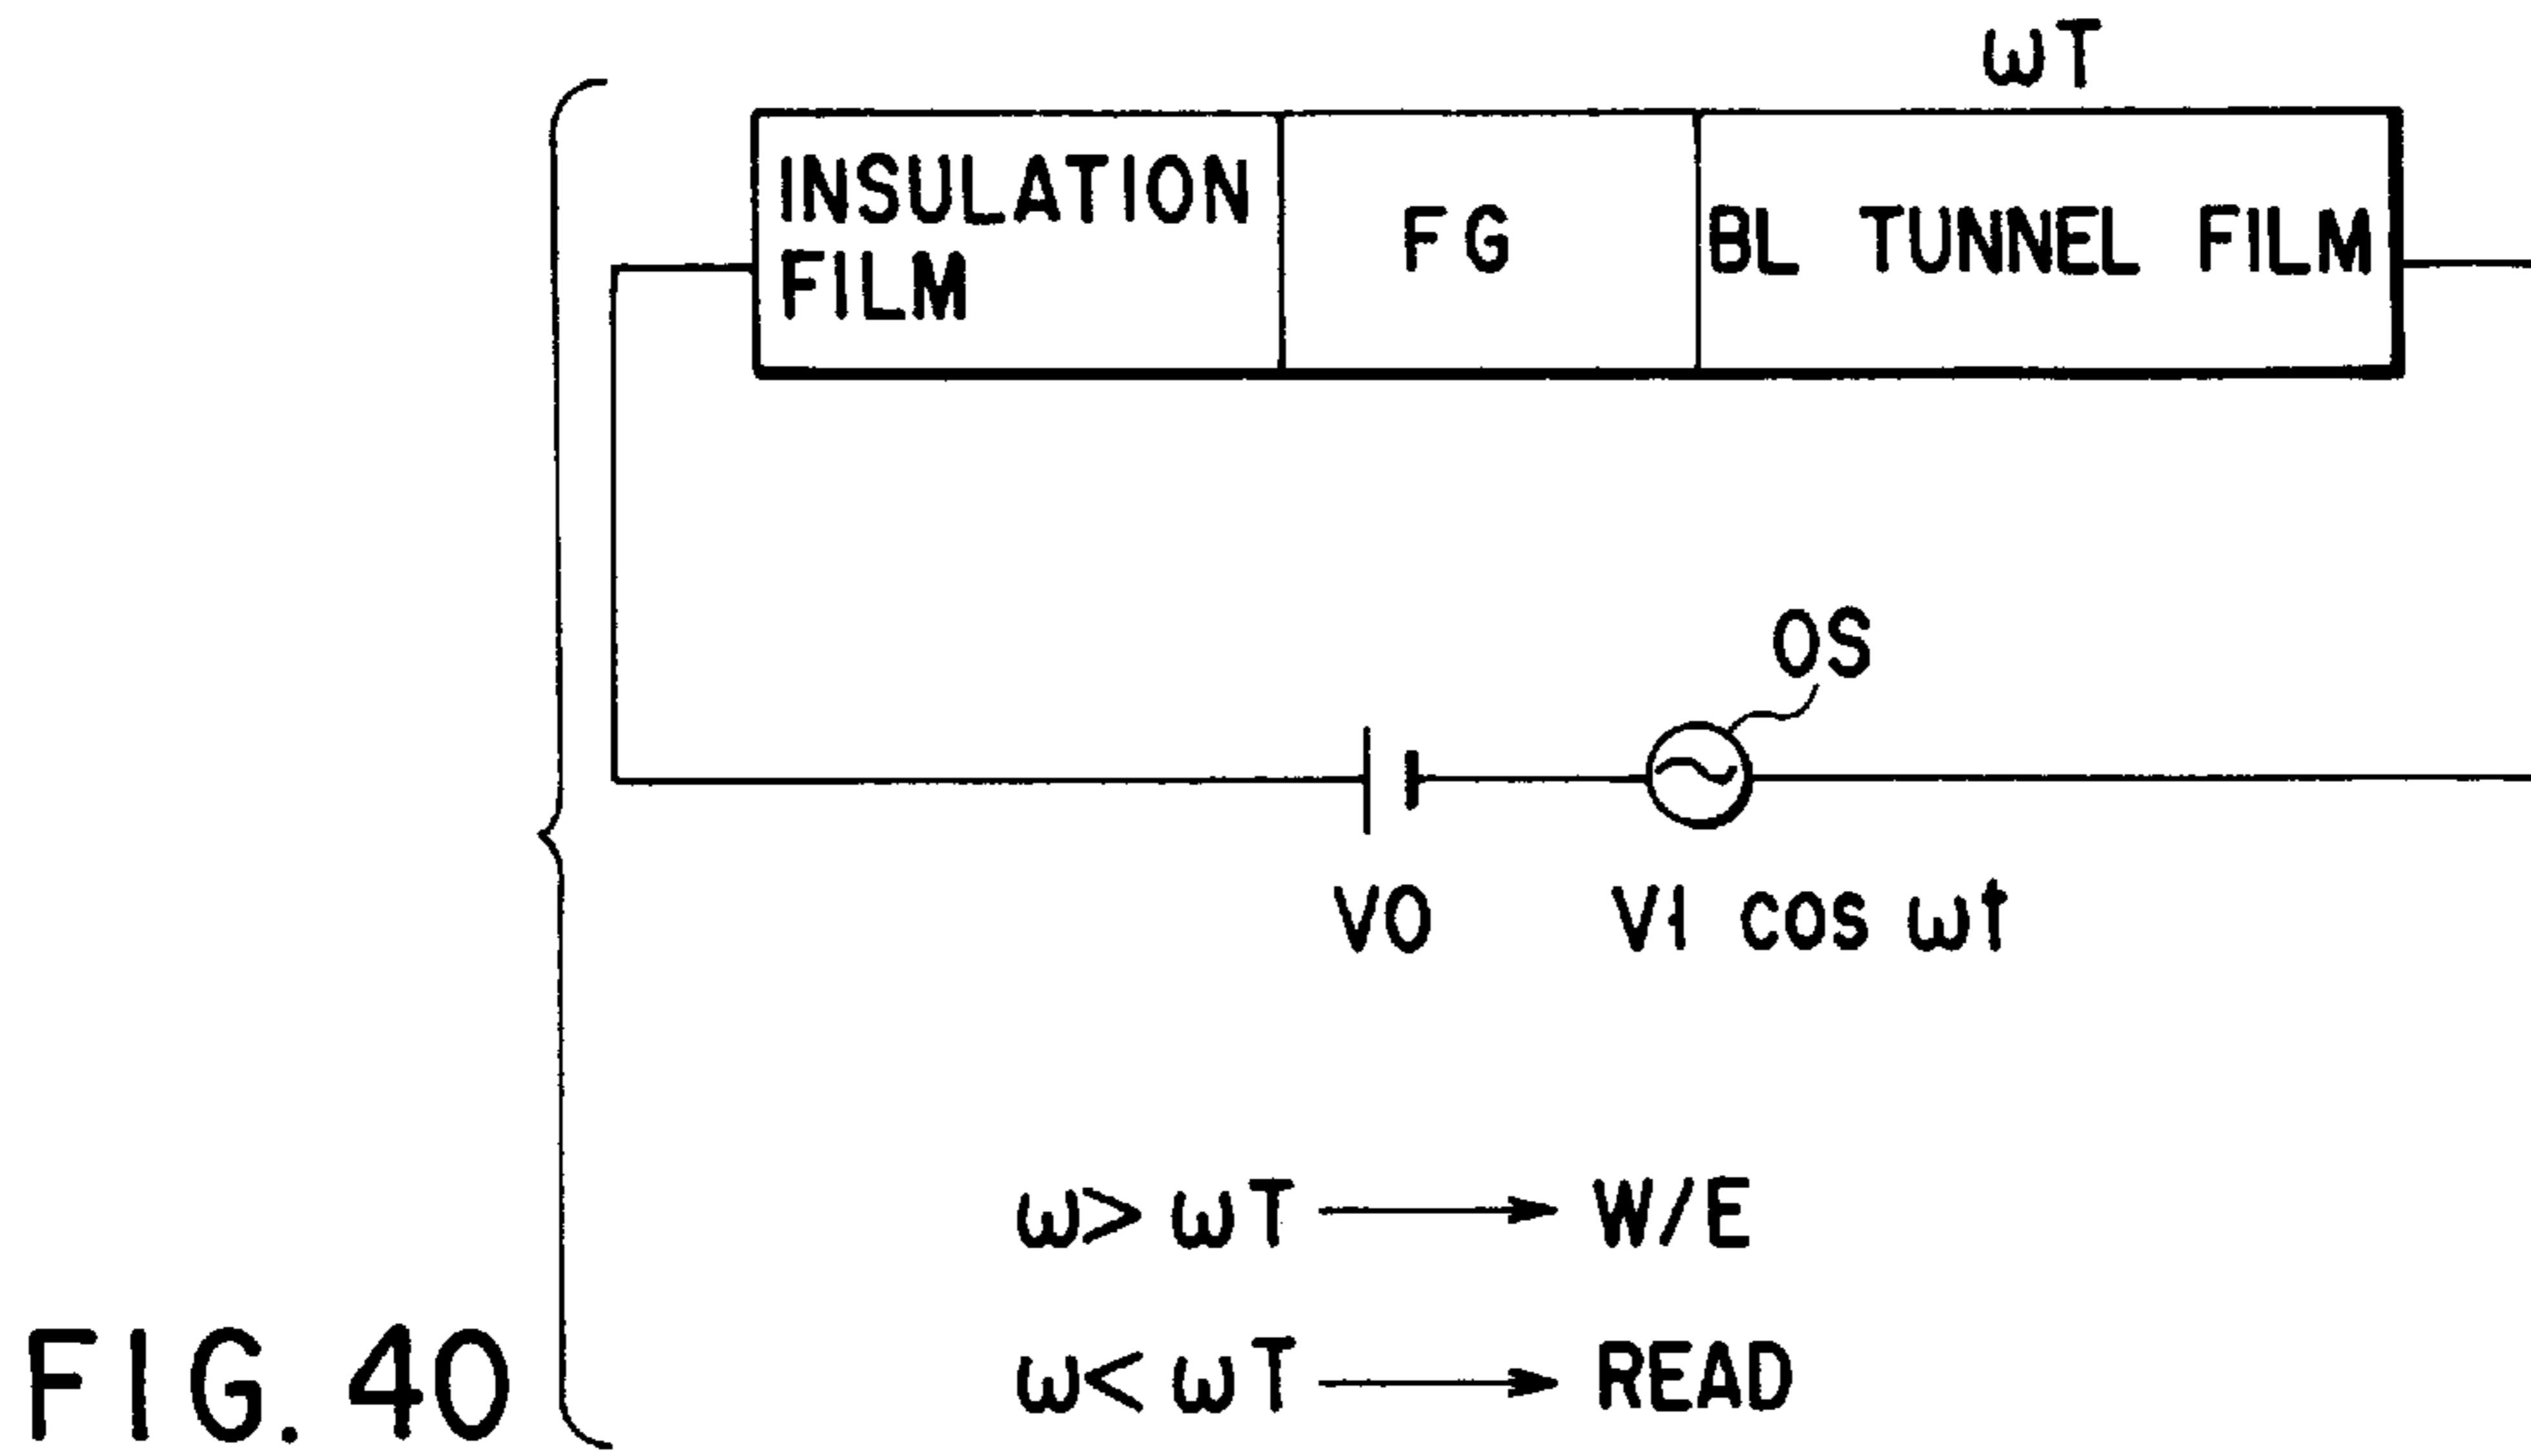 ωT
INSULATION
FILM
FG
BL TUNNEL FILM
OS
V0
V1 cos ωt
ω> ωT → W/E
ω< ωT → READ
FIG. 40